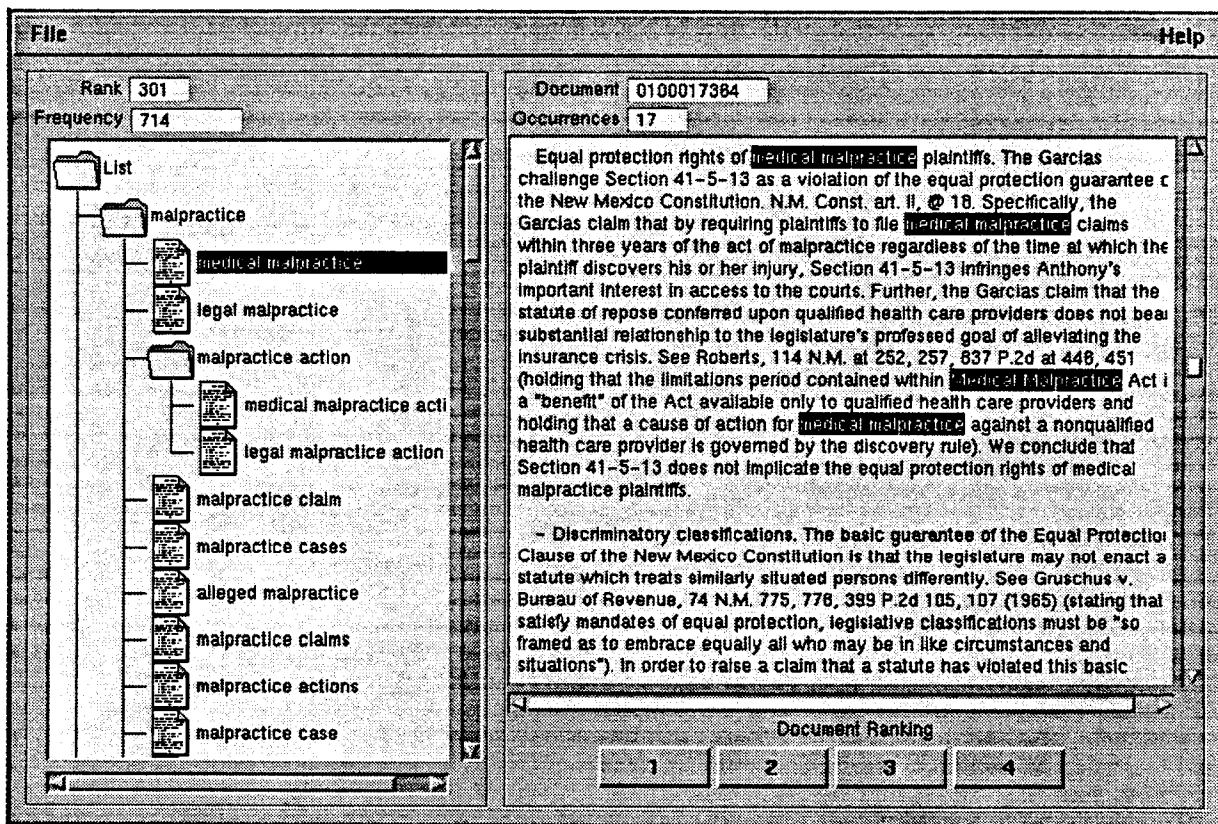 File
Help
Rank 301
Frequency 714
List
malpractice
medical malpractice
legal malpractice
malpractice action
medical malpractice acti
legal malpractice action
malpractice claim
malpractice cases
alleged malpractice
malpractice claims
malpractice actions
malpractice case
Document 0100017364
Occurrences 17
Equal protection rights of medical malpractice plaintiffs. The Garcias
challenge Section 41-5-13 as a violation of the equal protection guarantee c
the New Mexico Constitution. N.M. Const. art. II, @ 18. Specifically, the
Garcias claim that by requiring plaintiffs to file medical malpractice claims
within three years of the act of malpractice regardless of the time at which the
plaintiff discovers his or her injury, Section 41-5-13 infringes Anthony's
important interest in access to the courts. Further, the Garcias claim that the
statute of repose conferred upon qualified health care providers does not bear
substantial relationship to the legislature's professed goal of alleviating the
insurance crisis. See Roberts, 114 N.M. at 252, 257, 837 P.2d at 446, 451
(holding that the limitations period contained within Medical Malpractice Act i
a "benefit" of the Act available only to qualified health care providers and
holding that a cause of action for medical malpractice against a nonqualified
health care provider is governed by the discovery rule). We conclude that
Section 41-5-13 does not implicate the equal protection rights of medical
malpractice plaintiffs.
- Discriminatory classifications. The basic guarantee of the Equal Protection
Clause of the New Mexico Constitution is that the legislature may not enact a
statute which treats similarly situated persons differently. See Gruschus v.
Bureau of Revenue, 74 N.M. 775, 778, 399 P.2d 105, 107 (1965) (stating that
satisfy mandates of equal protection, legislative classifications must be "so
framed as to embrace equally all who may be in like circumstances and
situations"). In order to raise a claim that a statute has violated this basic
Document Ranking
1 2 3 4